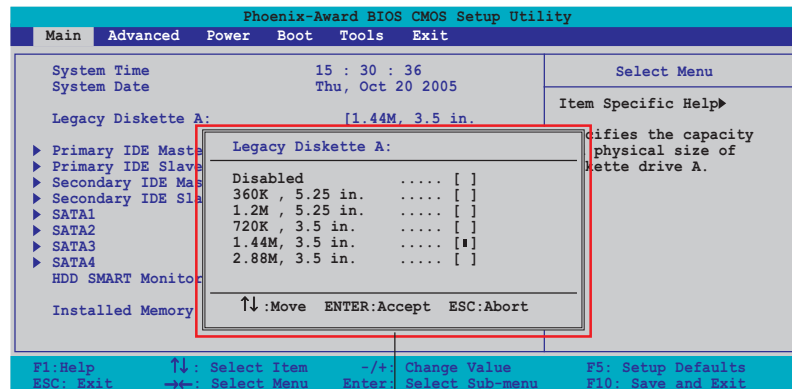 Phoenix-Award BIOS CMOS Setup Utility
Main Advanced Power Boot Tools Exit
System Time 15 : 30 : 36
System Date Thu, Oct 20 2005
Legacy Diskette A: [1.44M, 3.5 in.
Primary IDE Maste
Primary IDE Slave
Secondary IDE Mas
Secondary IDE Sla
SATA1
SATA2
SATA3
SATA4
HDD SMART Monitor
Installed Memory
Legacy Diskette A:
Disabled ..... [ ]
360K , 5.25 in. ..... [ ]
1.2M , 5.25 in. ..... [ ]
720K , 3.5 in. ..... [ ]
1.44M, 3.5 in. ..... [▮]
2.88M, 3.5 in. ..... [ ]
↑↓ :Move ENTER:Accept ESC:Abort
Select Menu
Item Specific Help▶
cifies the capacity
physical size of
kette drive A.
F1:Help ↑↓ : Select Item -/+: Change Value F5: Setup Defaults
ESC: Exit →← : Select Menu Enter: Select Sub-menu F10: Save and Exit